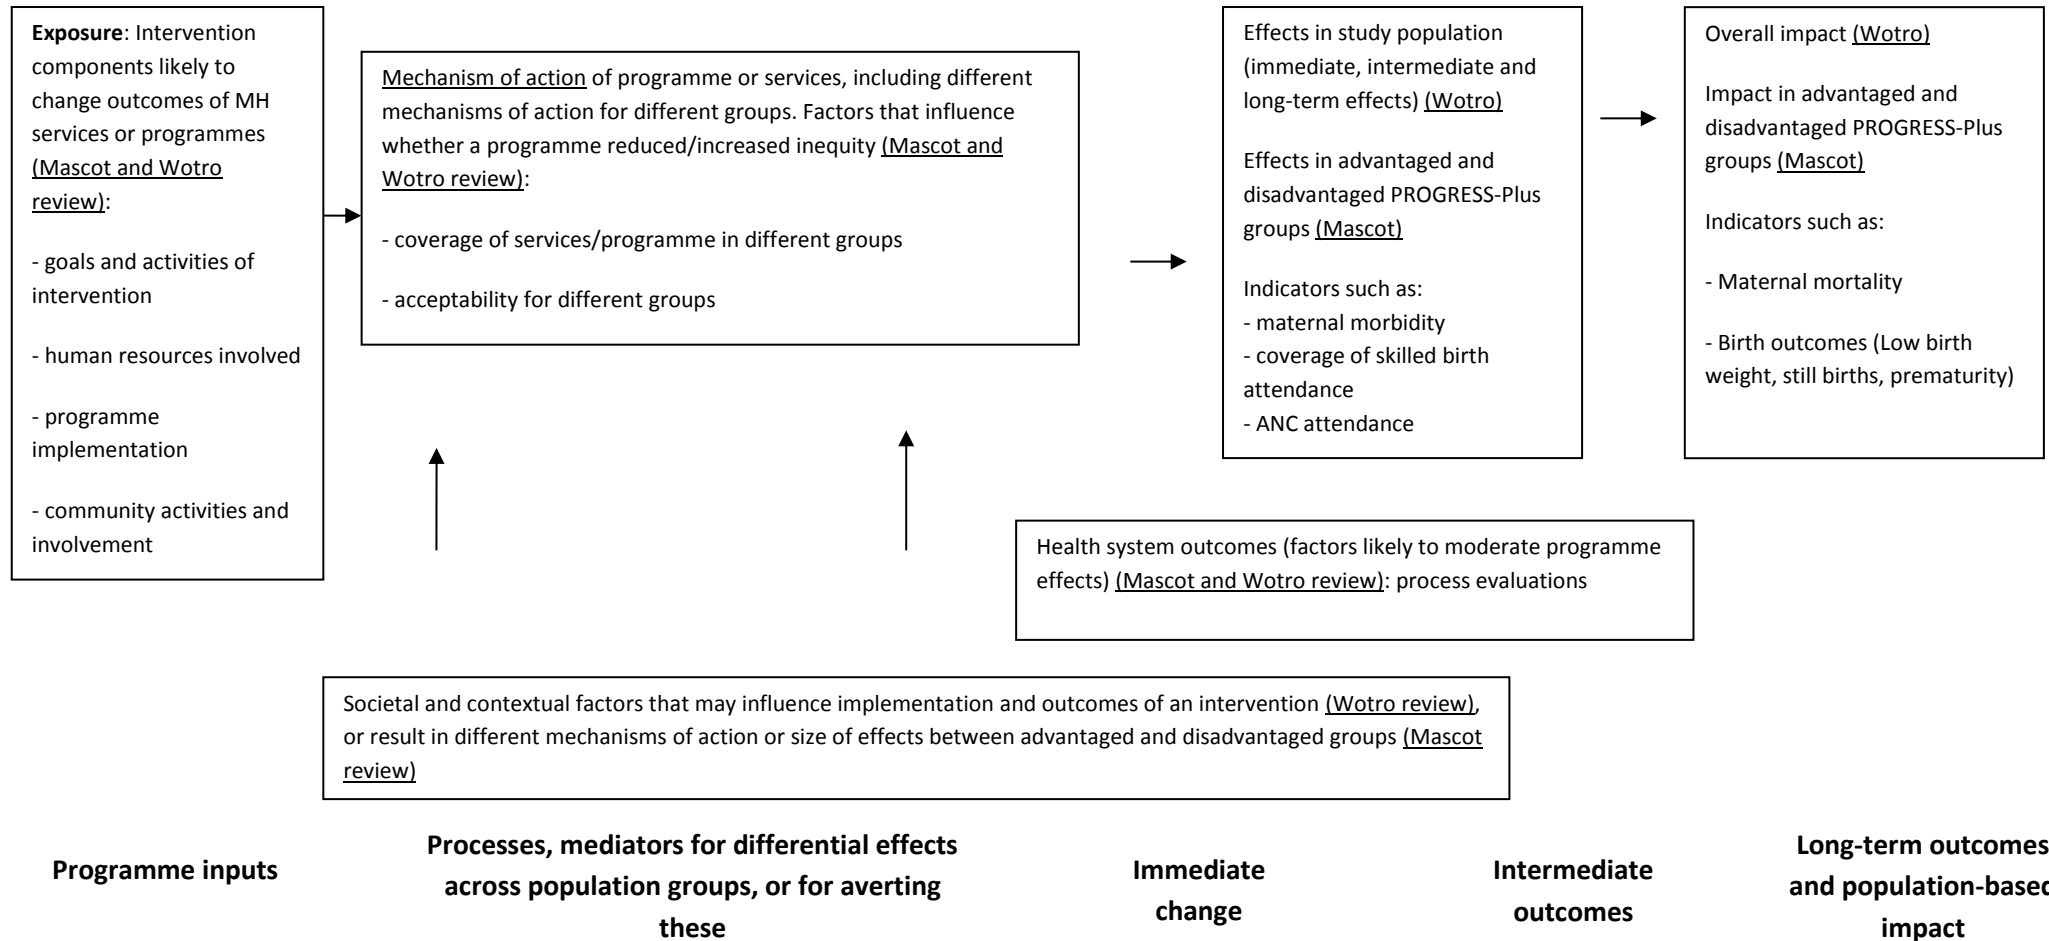 Exposure: Intervention
components likely to
change outcomes of MH
services or programmes
(Mascot and Wotro
review):
- goals and activities of
intervention
- human resources involved
- programme
implementation
- community activities and
involvement
Mechanism of action of programme or services, including different
mechanisms of action for different groups. Factors that influence
whether a programme reduced/increased inequity (Mascot and
Wotro review):
- coverage of services/programme in different groups
- acceptability for different groups
Effects in study population
(immediate, intermediate and
long-term effects) (Wotro)
Effects in advantaged and
disadvantaged PROGRESS-Plus
groups (Mascot)
Indicators such as:
- maternal morbidity
- coverage of skilled birth
attendance
- ANC attendance
Overall impact (Wotro)
Impact in advantaged and
disadvantaged PROGRESS-Plus
groups (Mascot)
Indicators such as:
- Maternal mortality
- Birth outcomes (Low birth
weight, still births, prematurity)
Health system outcomes (factors likely to moderate programme
effects) (Mascot and Wotro review): process evaluations
Societal and contextual factors that may influence implementation and outcomes of an intervention (Wotro review),
or result in different mechanisms of action or size of effects between advantaged and disadvantaged groups (Mascot
review)
Programme inputs
Processes, mediators for differential effects
across population groups, or for averting
these
Immediate
change
Intermediate
outcomes
Long-term outcomes
and population-based
impact